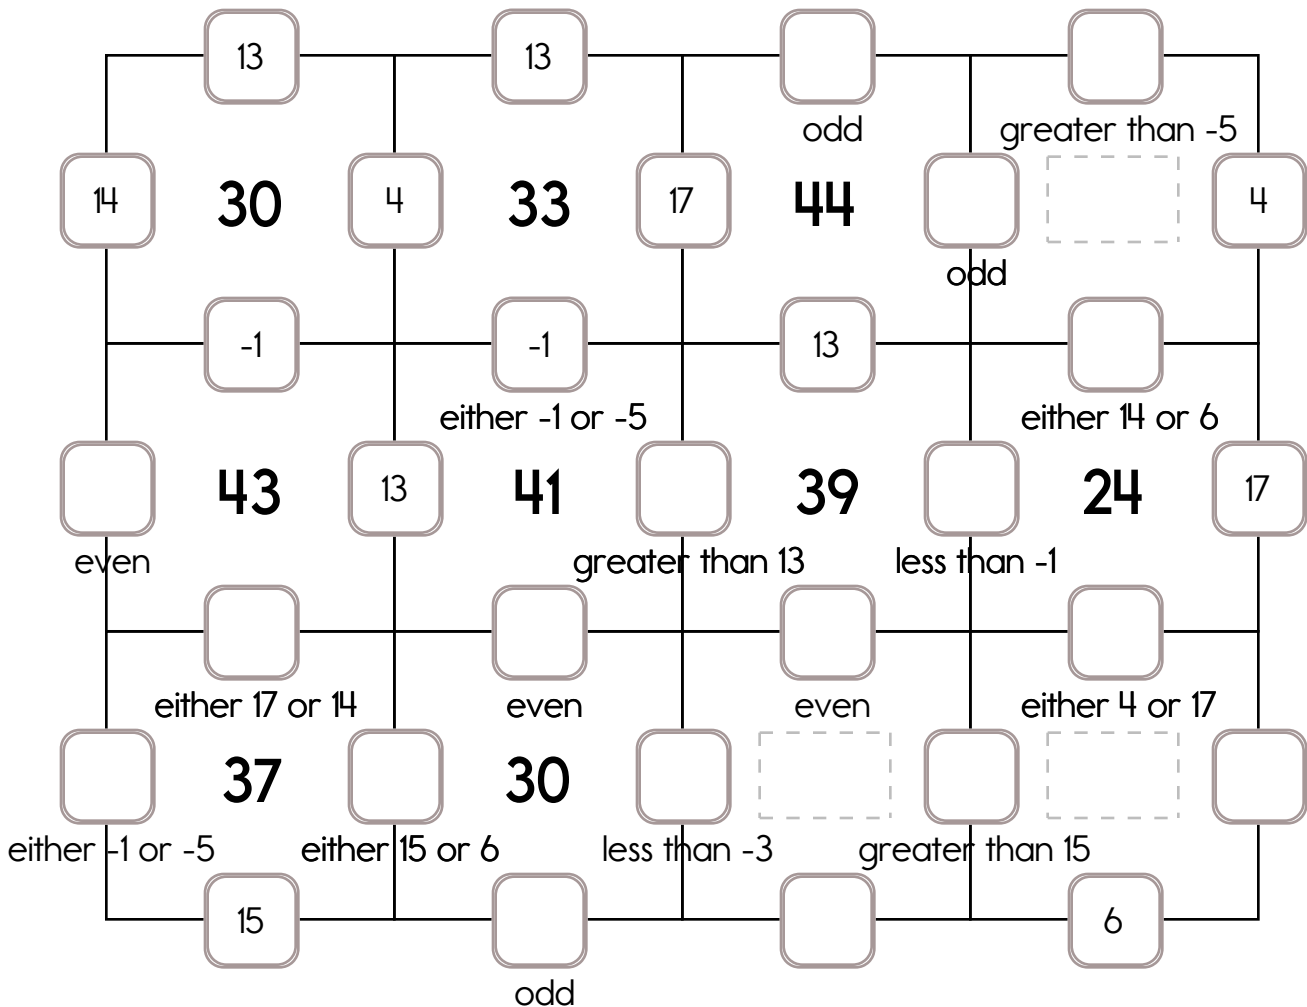 13 13
odd greater than -5
14 30 4 33 17 44 4
odd
-1 -1 13
either -1 or -5 either 14 or 6
43 13 41 39 24 17
even greater than 13 less than -1
either 17 or 14 even even either 4 or 17
37 30
either -1 or -5 either 15 or 6 less than -3 greater than 15
15 6
odd